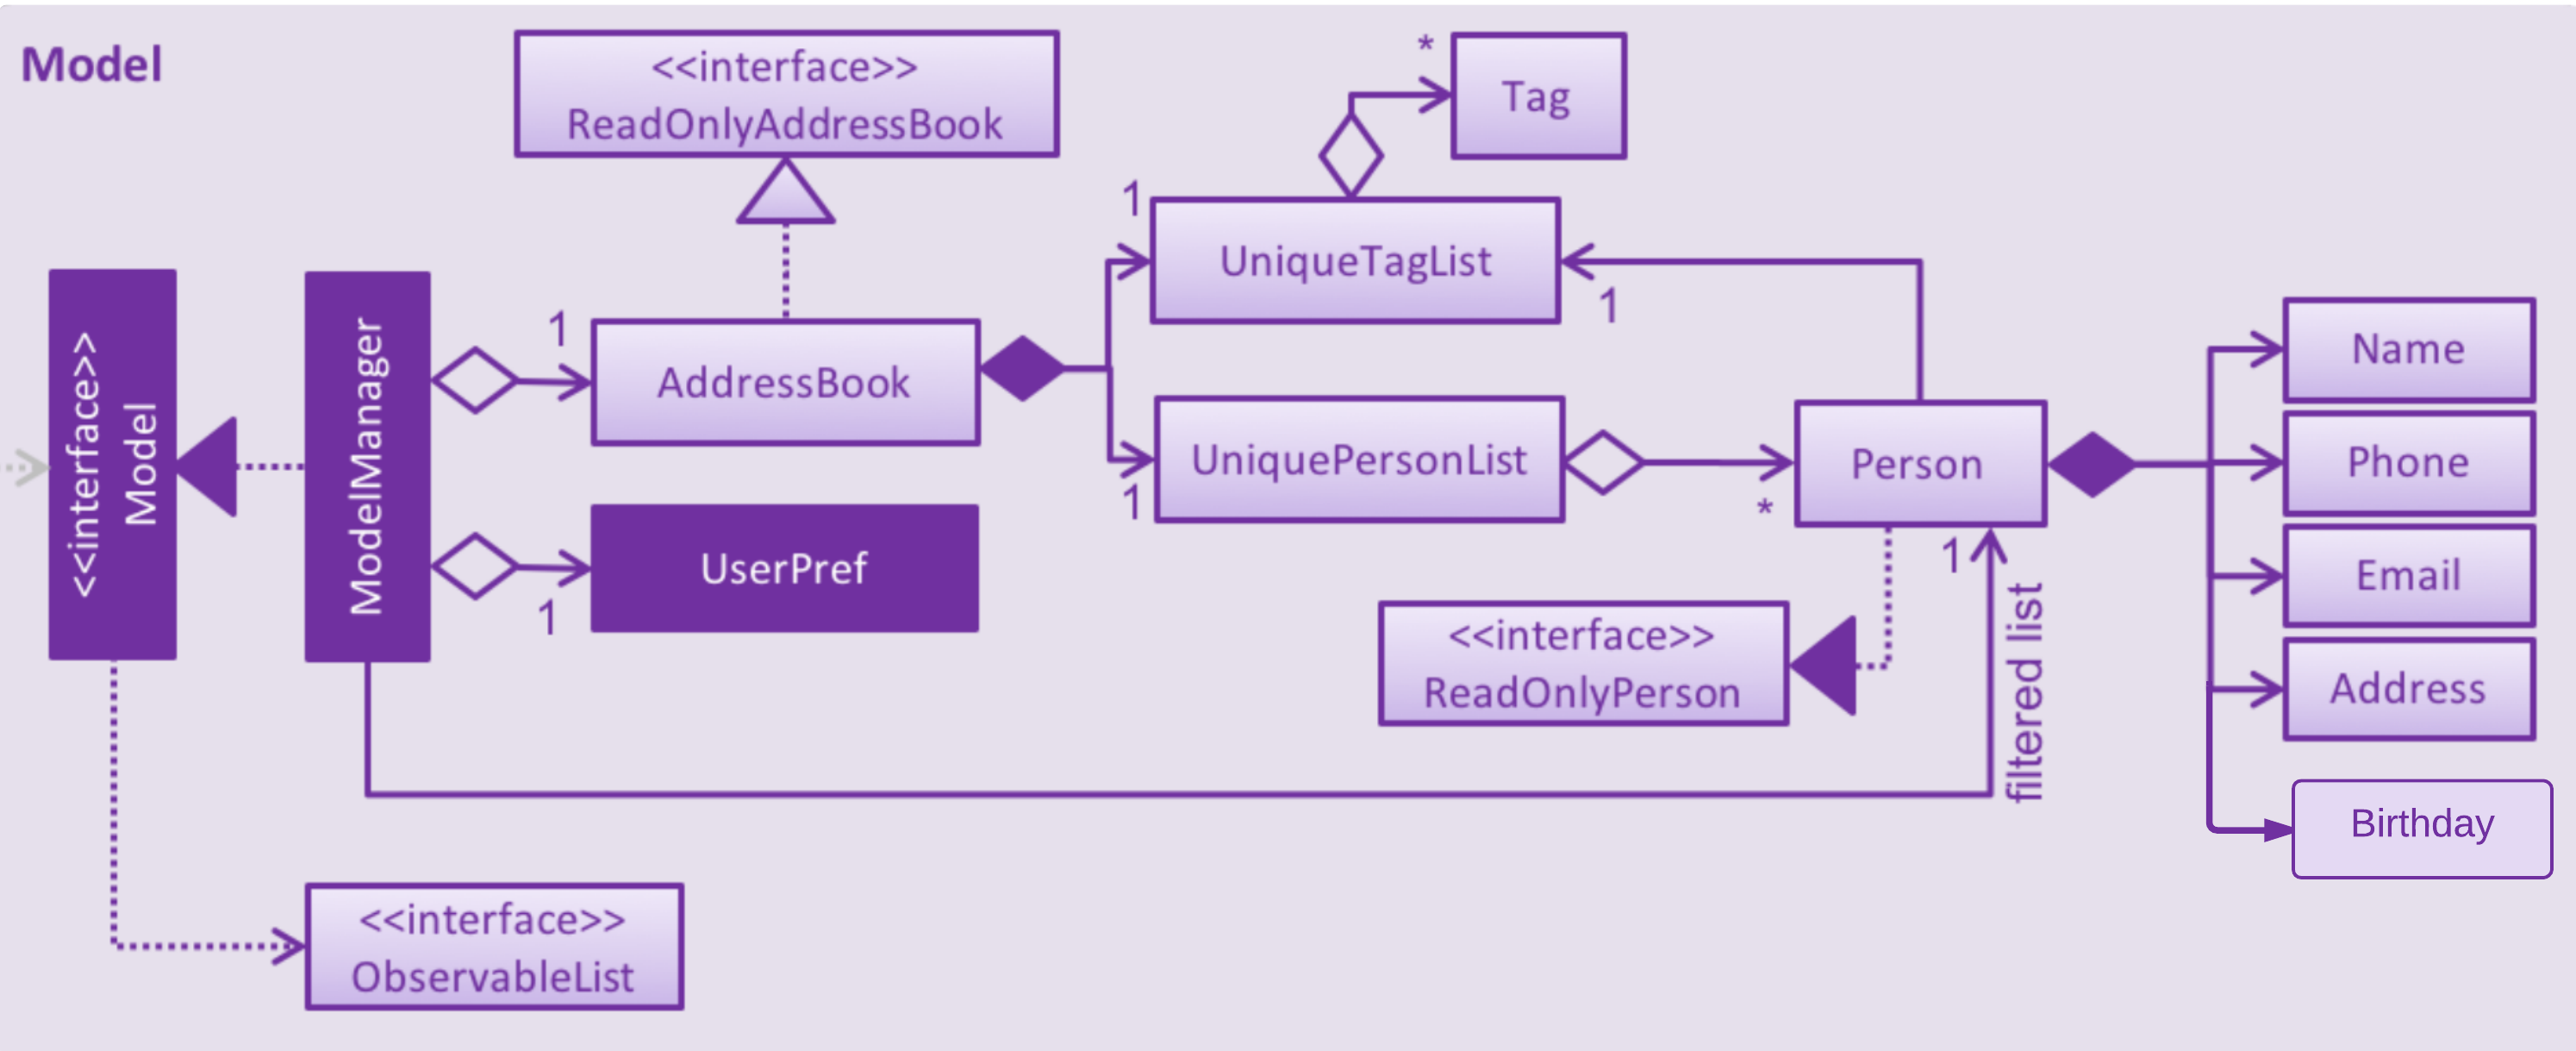 Model
<<interface>>
ReadOnlyAddressBook
*
Tag
1
UniqueTagList
1
<<interface>>
Model
ModelManager
1
AddressBook
UniquePersonList
1
*
Person
1
filtered list
Name
Phone
Email
Address
Birthday
UserPref
1
<<interface>>
ReadOnlyPerson
<<interface>>
ObservableList